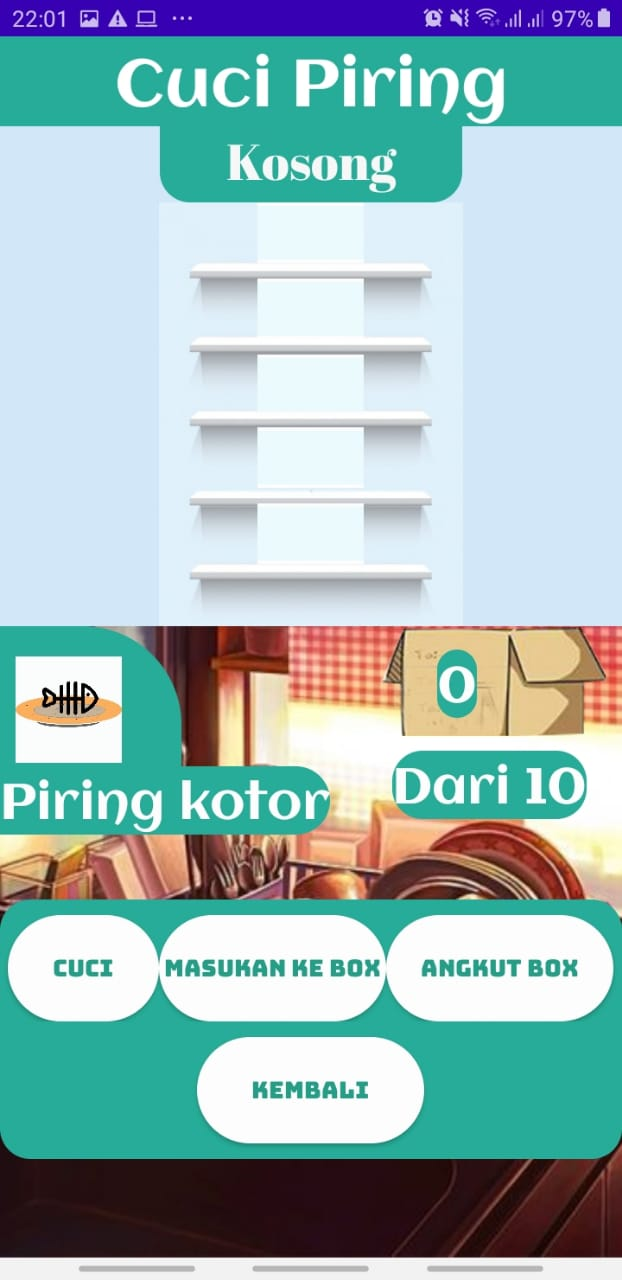 22:01 97%
Cuci Piring
Kosong
0
Piring kotor
Dari 10
CUCI
MASUKAN KE BOX
ANGKUT BOX
KEMBALI